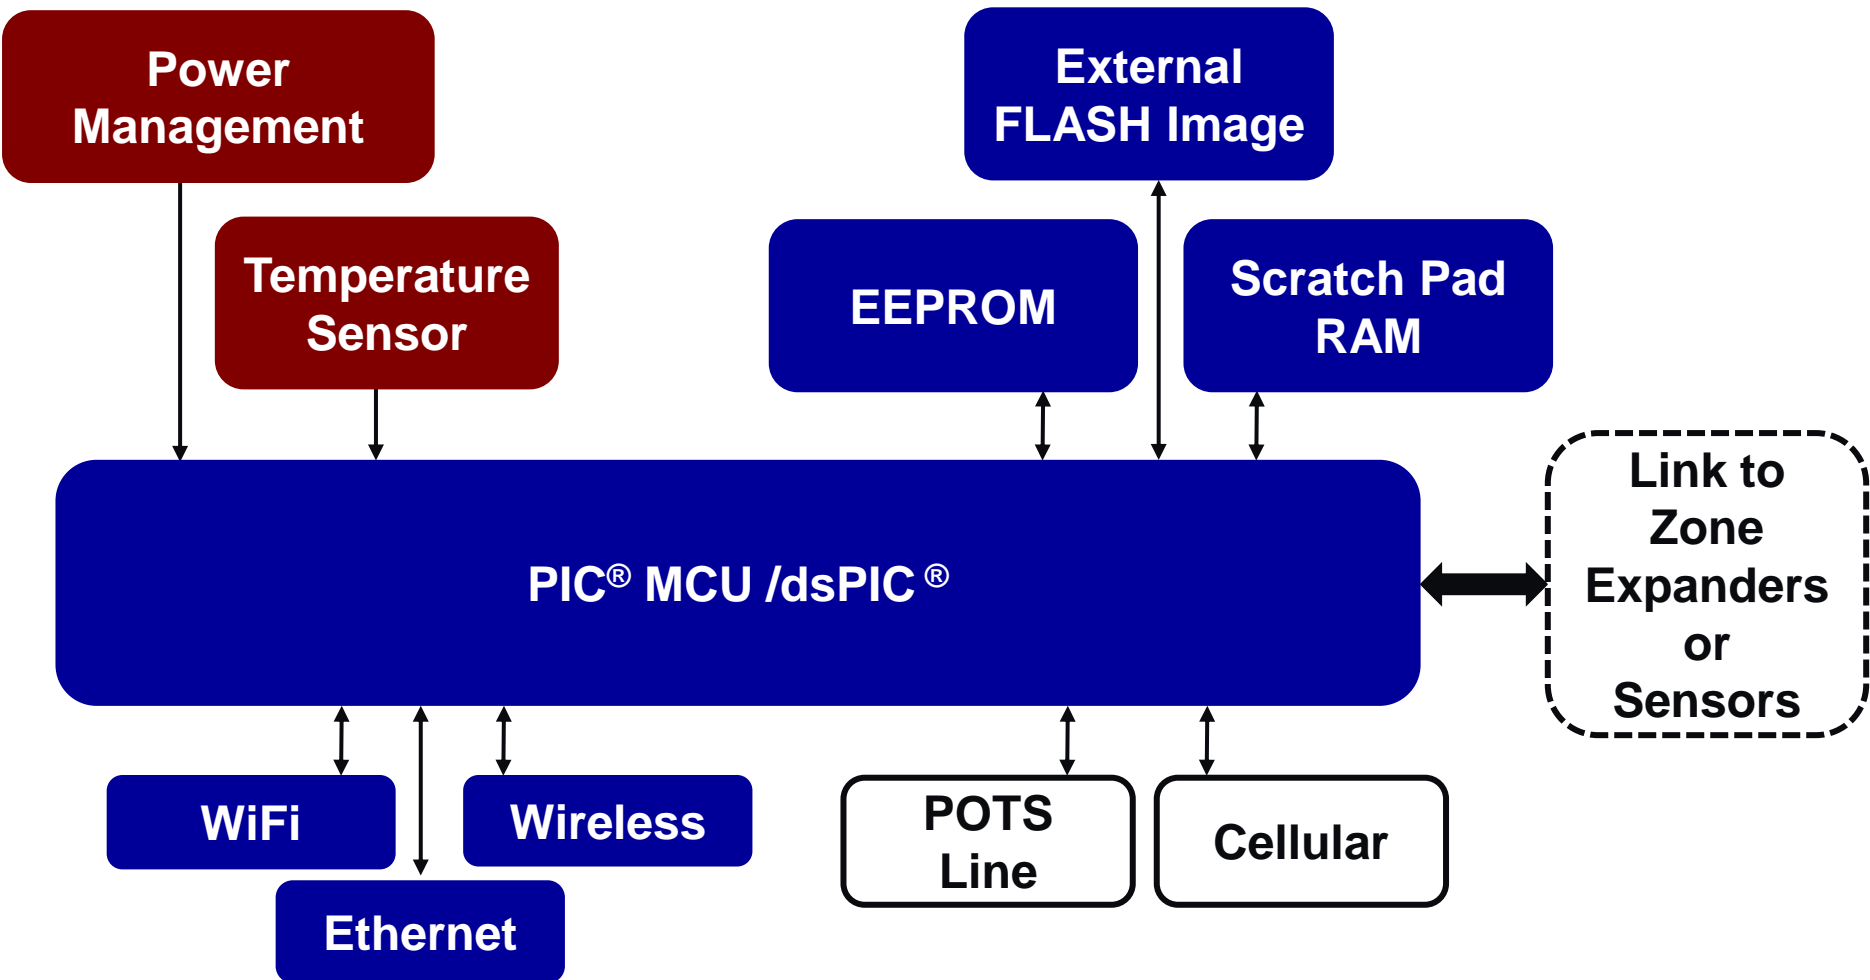 Power
Management
External
FLASH Image
Temperature
Sensor
EEPROM
Scratch Pad
RAM
PIC® MCU /dsPIC ®
Link to
Zone
Expanders
or
Sensors
WiFi
Wireless
Ethernet
POTS
Line
Cellular